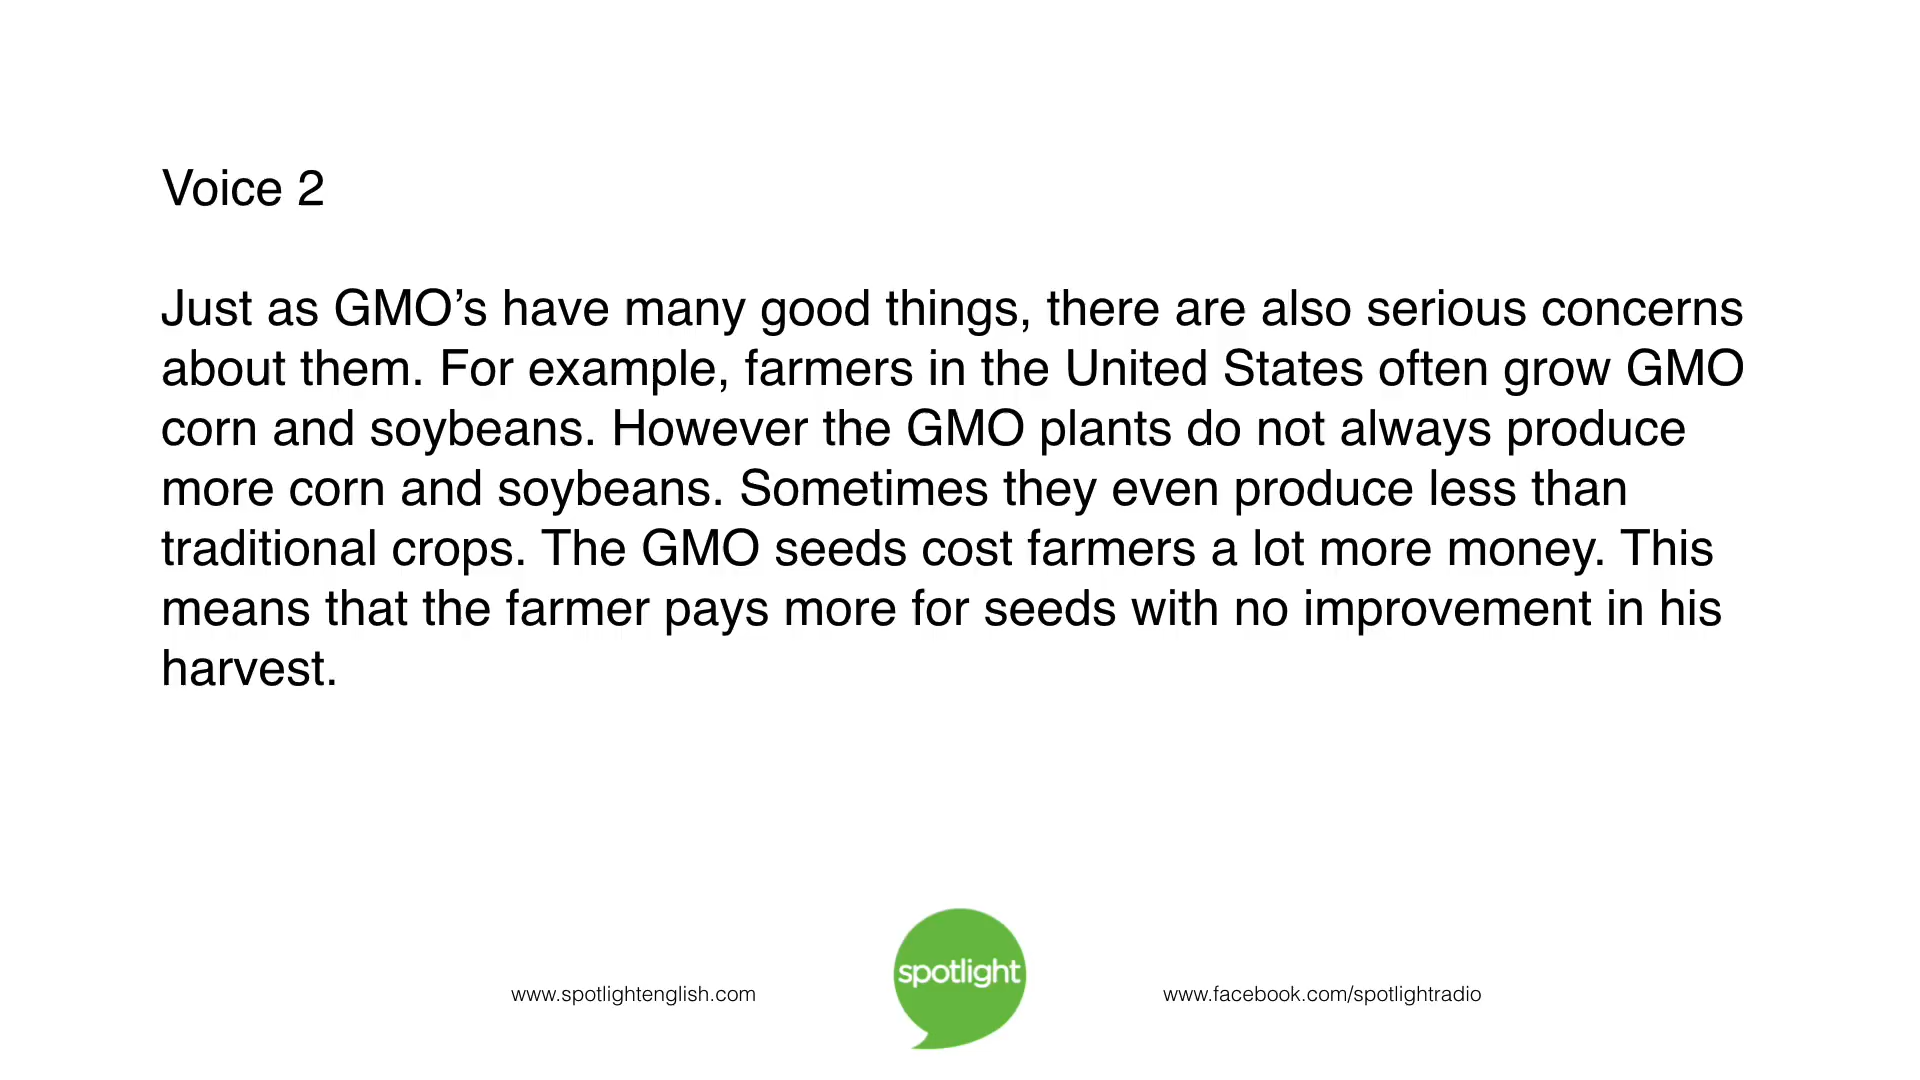 Voice 2
Just as GMO’s have many good things, there are also serious concerns
about them. For example, farmers in the United States often grow GMO
corn and soybeans. However the GMO plants do not always produce
more corn and soybeans. Sometimes they even produce less than
traditional crops. The GMO seeds cost farmers a lot more money. This
means that the farmer pays more for seeds with no improvement in his
harvest.
www.spotlightenglish.com
spotlight
www.facebook.com/spotlightradio